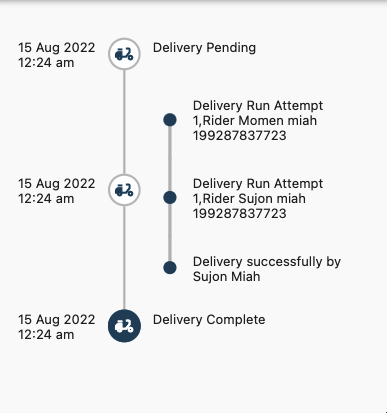 15 Aug 2022
12:24 am
Delivery Pending
Delivery Run Attempt
1,Rider Momen miah
199287837723
15 Aug 2022
12:24 am
Delivery Run Attempt
1,Rider Sujon miah
199287837723
Delivery successfully by
Sujon Miah
15 Aug 2022
12:24 am
Delivery Complete